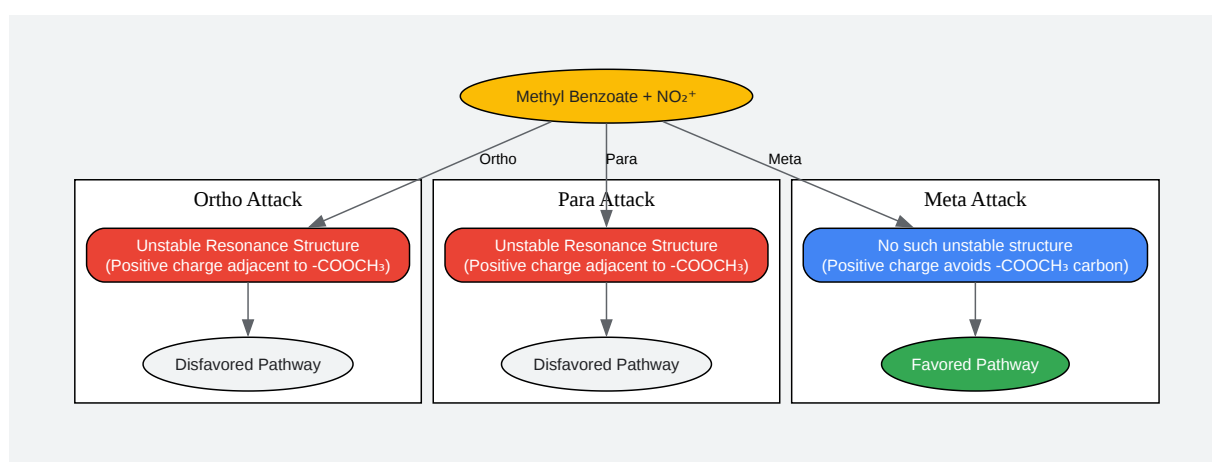 Methyl Benzoate + NO₂⁺
Ortho
Para
Meta
Ortho Attack
Para Attack
Meta Attack
Unstable Resonance Structure
(Positive charge adjacent to -COOCH₃)
Unstable Resonance Structure
(Positive charge adjacent to -COOCH₃)
No such unstable structure
(Positive charge avoids -COOCH₃ carbon)
Disfavored Pathway
Disfavored Pathway
Favored Pathway